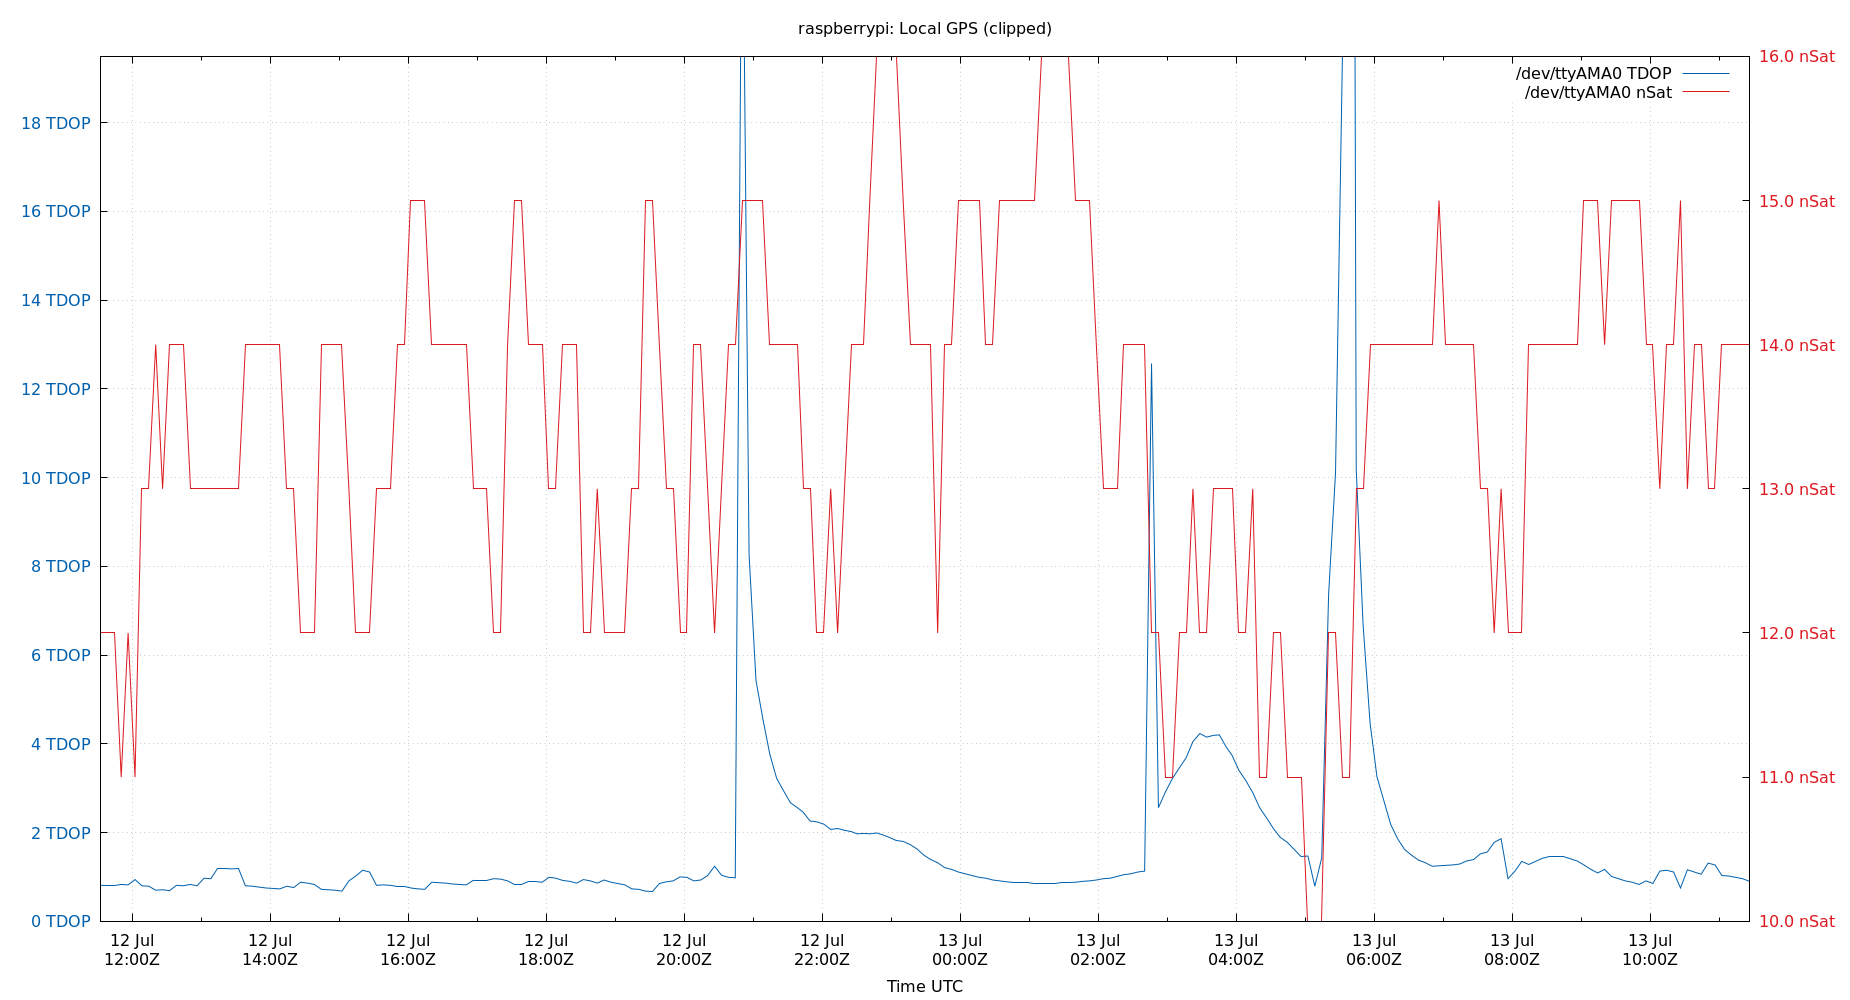 raspberrypi: Local GPS (clipped)
16.0 nSat
/dev/ttyAMA0 TDOP
/dev/ttyAMA0 nSat
18 TDOP
15.0 nSat
16 TDOP
14 TDOP
14.0 nSat
12 TDOP
10 TDOP
13.0 nSat
8 TDOP
12.0 nSat
6 TDOP
4 TDOP
11.0 nSat
2 TDOP
0 TDOP
10.0 nSat
12 Jul 12 Jul 12 Jul 12 Jul 12 Jul 12 Jul 13 Jul 13 Jul 13 Jul 13 Jul 13 Jul 13 Jul
12:00Z 14:00Z 16:00Z 18:00Z 20:00Z 22:00Z 00:00Z 02:00Z 04:00Z 06:00Z 08:00Z 10:00Z
Time UTC